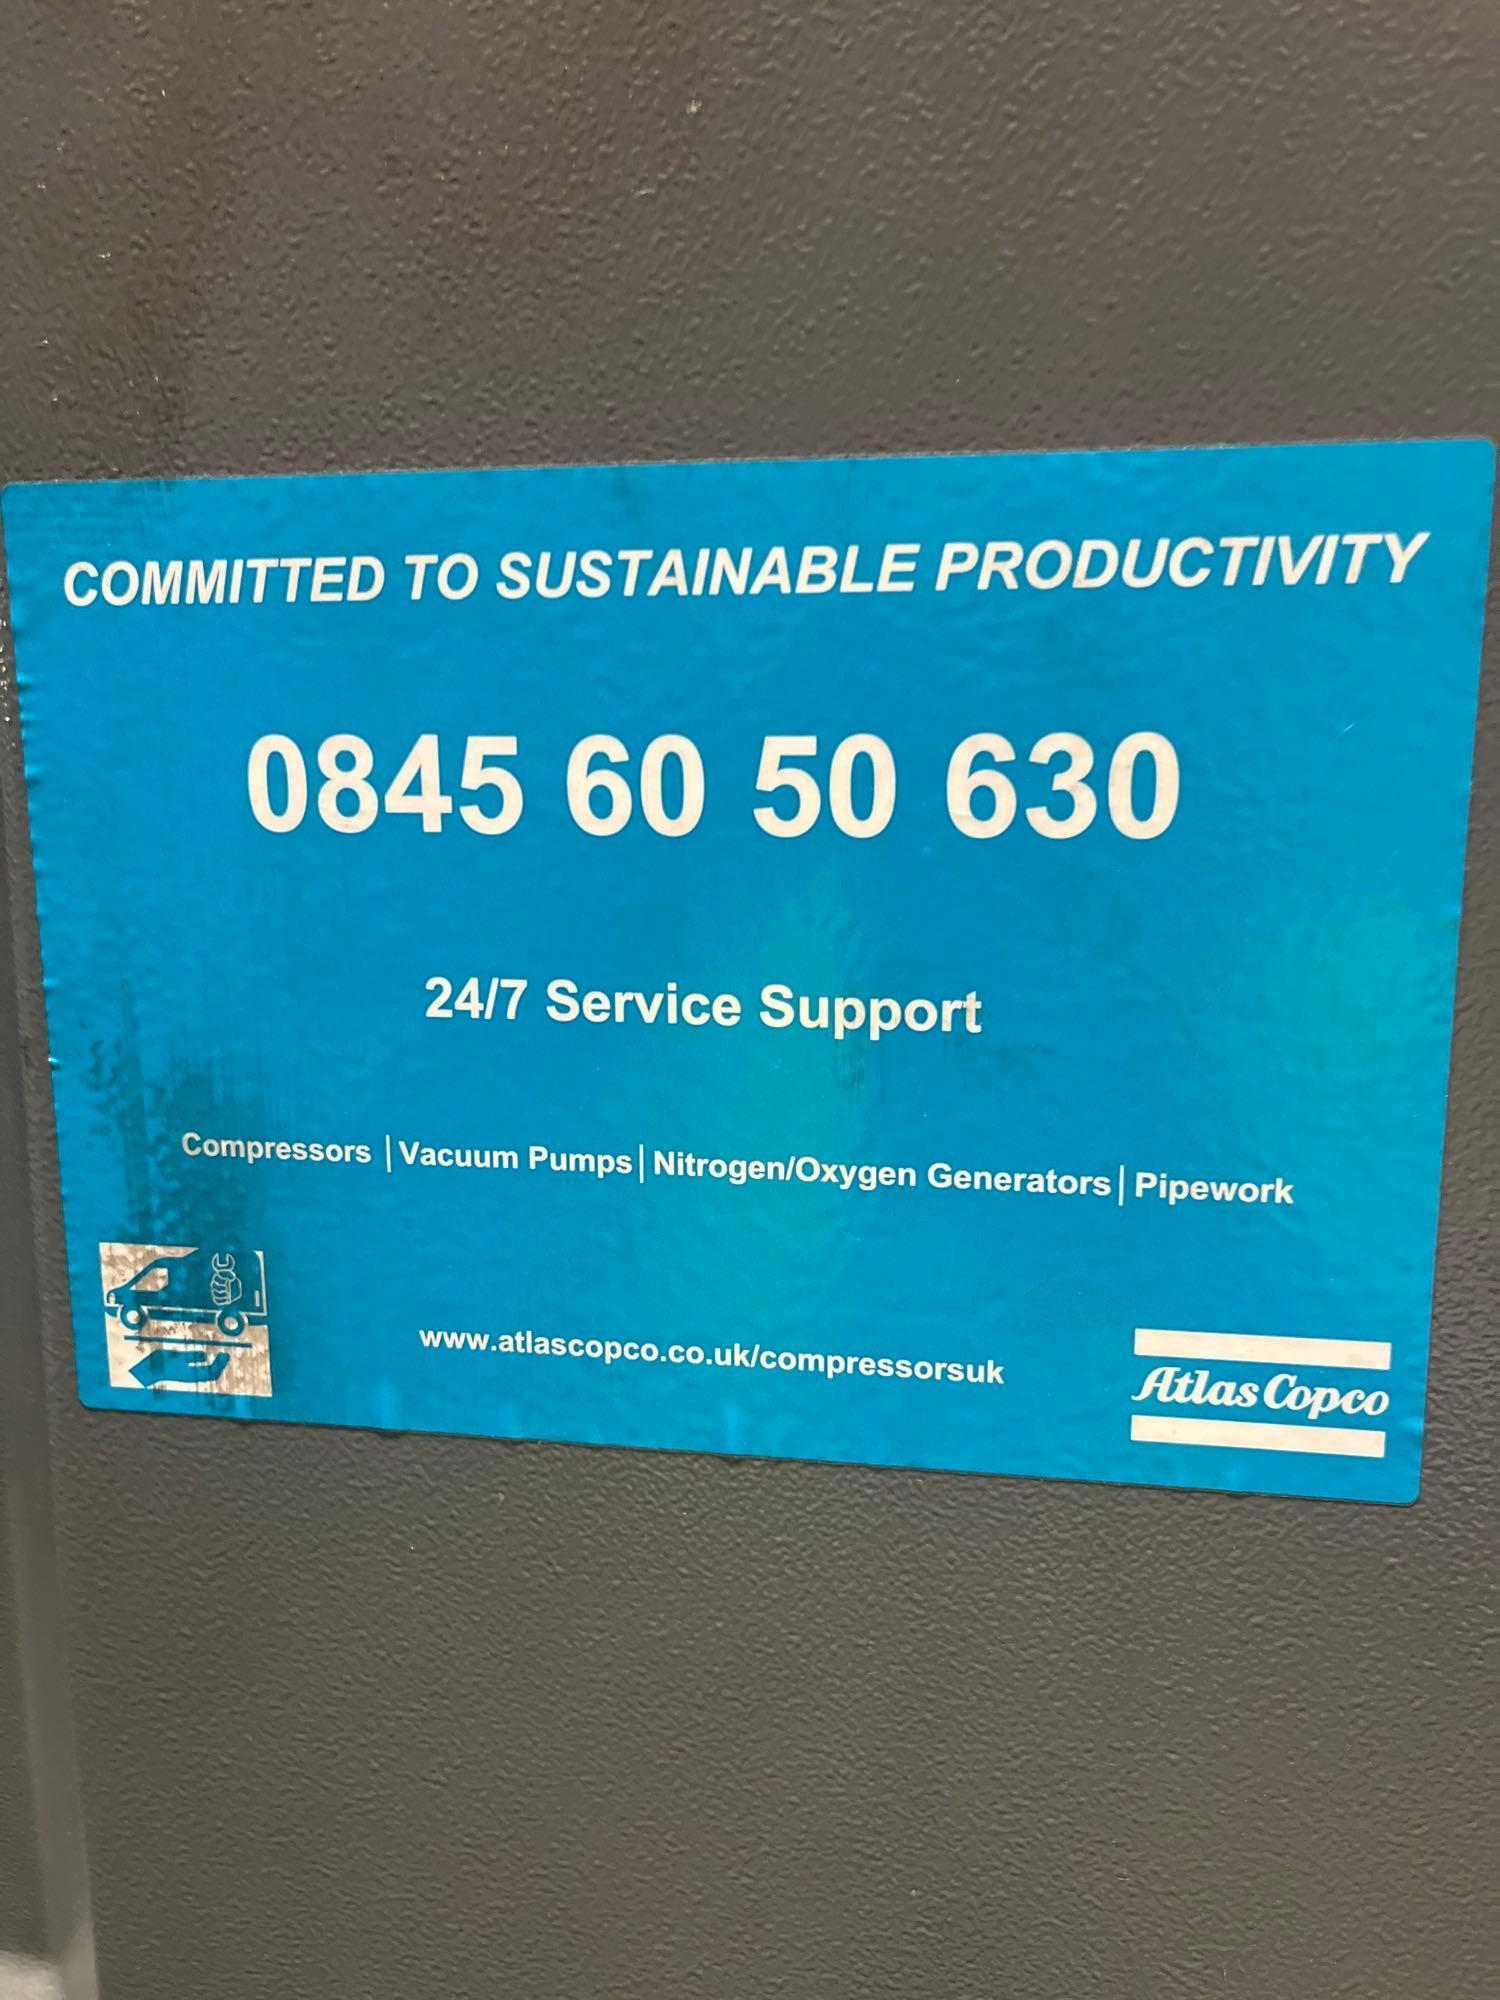 COMMITTED TO SUSTAINABLE PRODUCTIVITY
0845 60 50 630
24/7 Service Support
Compressors | Vacuum Pumps | Nitrogen/Oxygen Generators | Pipework
www.atlascopco.co.uk/compressorsuk
Atlas Copco